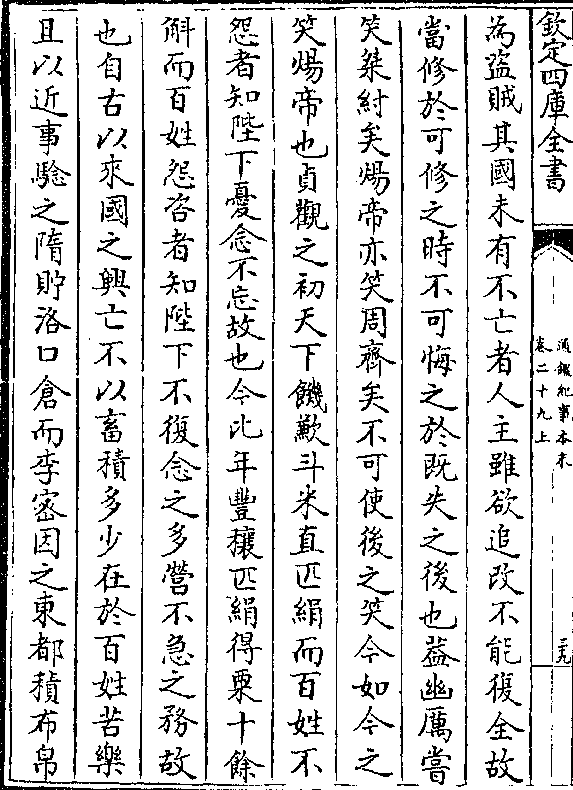 欽定四庫全書
通鑑紀事本末
卷二十九上
三九
為盜賊其國未有不亡者人主雖欲追改不能復全故
當修於可修之時不可悔之於既失之後也葢幽厲嘗
笑桀紂矣煬帝亦笑周齊矣不可使後之笑今如今之
笑煬帝也貞觀之初天下饑歉斗米直匹絹而百姓不
怨者知陛下憂念不忘故也今比年豐穰匹絹得粟十餘
斛而百姓怨咨者知陛下不復念之多營不急之務故
也自古以來國之興亡不以畜積多少在於百姓苦樂
且以近事驗之隋貯洛口倉而李密因之東都積布帛